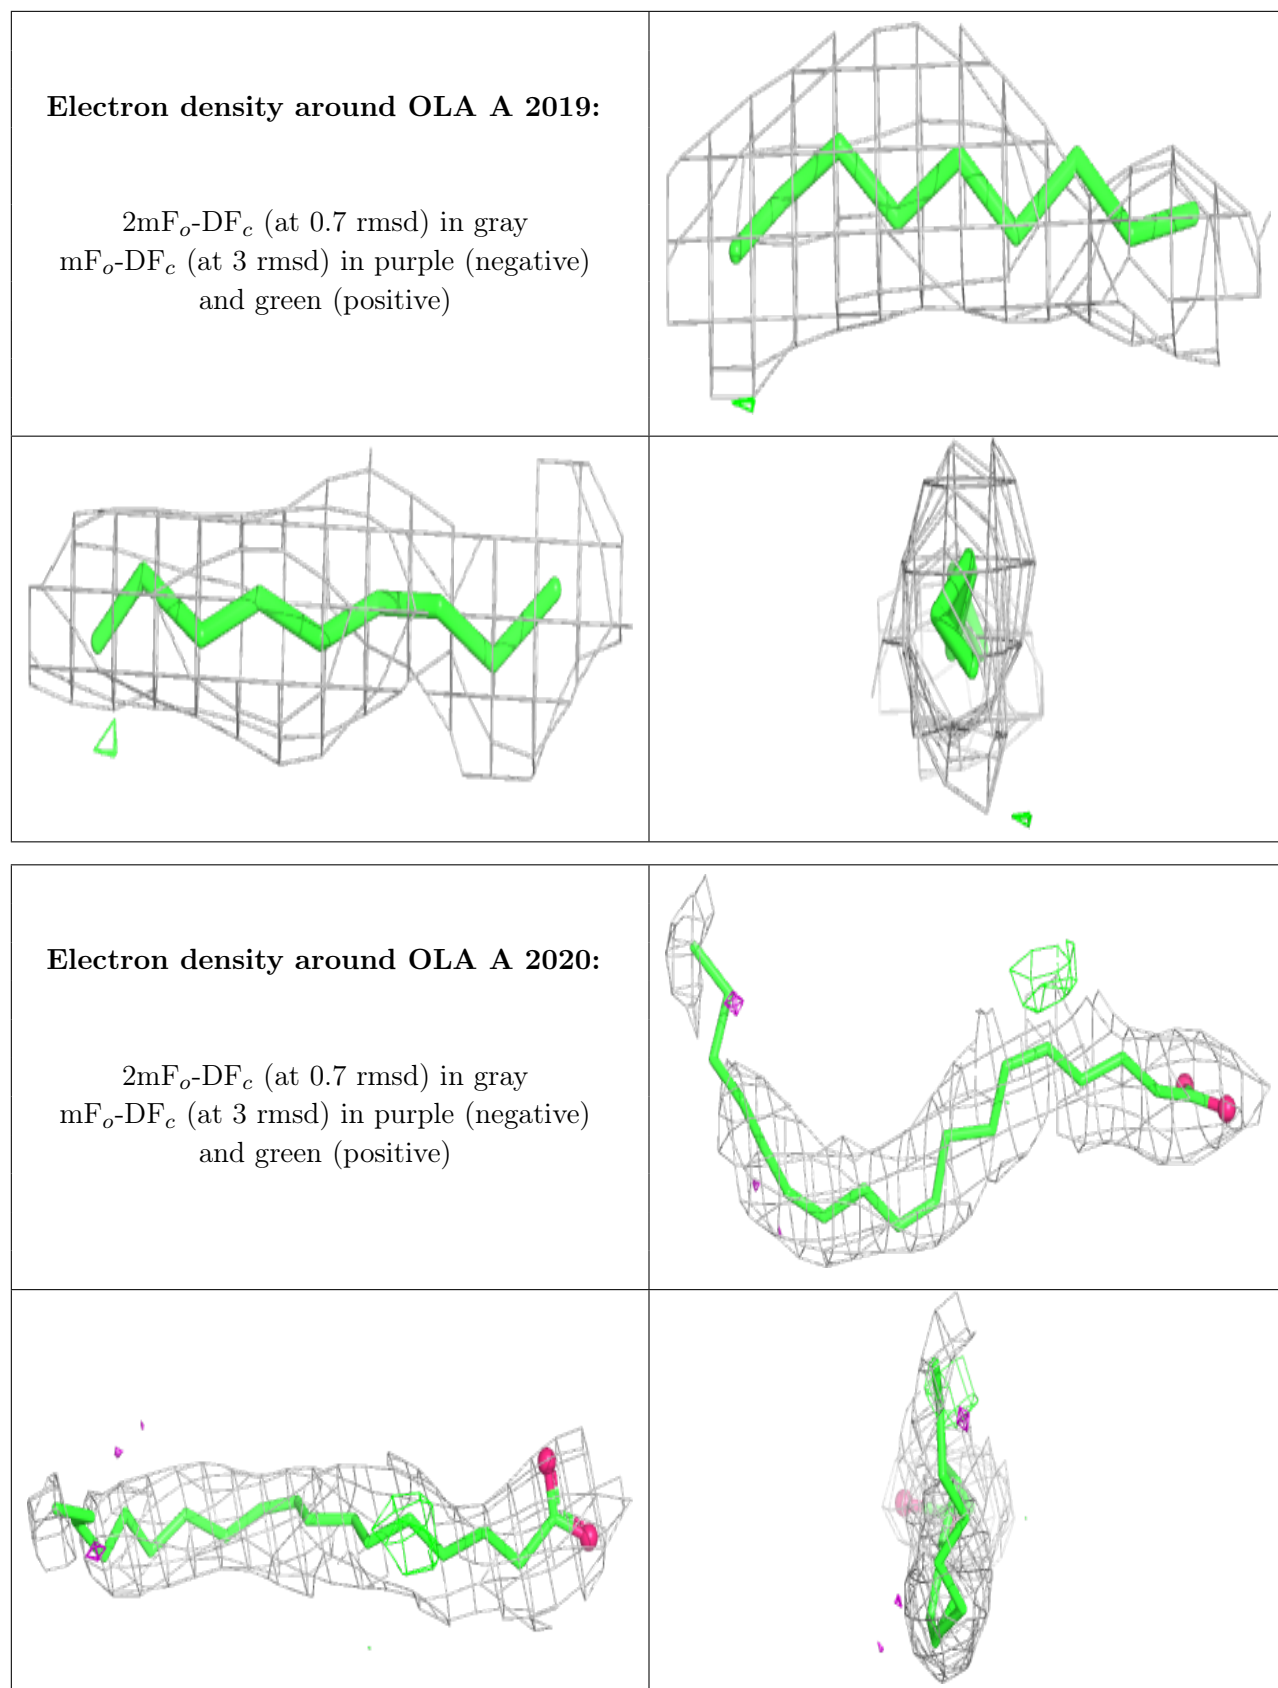 Electron density around OLA A 2019:
2mFₒ-DF𝒸 (at 0.7 rmsd) in gray
mFₒ-DF𝒸 (at 3 rmsd) in purple (negative)
and green (positive)
Electron density around OLA A 2020:
2mFₒ-DF𝒸 (at 0.7 rmsd) in gray
mFₒ-DF𝒸 (at 3 rmsd) in purple (negative)
and green (positive)